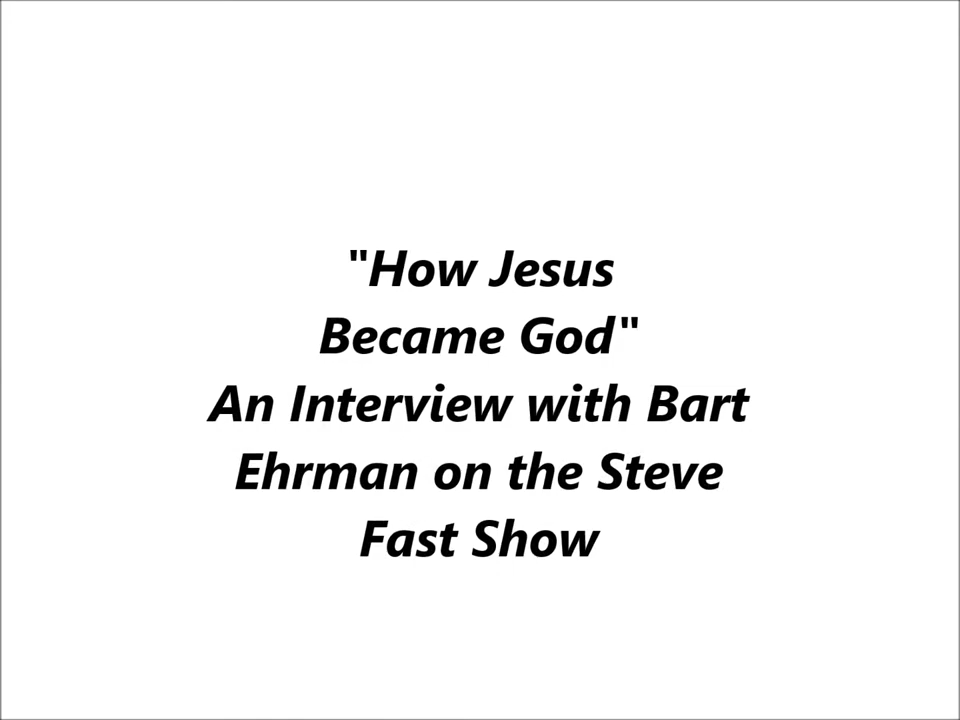 "How Jesus
Became God"
An Interview with Bart
Ehrman on the Steve
Fast Show